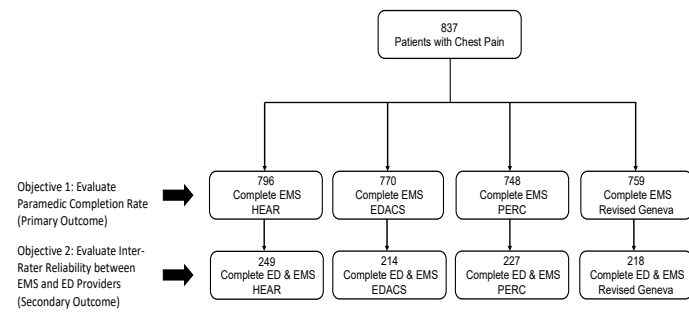 837
Patients with Chest Pain
Objective 1: Evaluate
Paramedic Completion Rate
(Primary Outcome)
796
Complete EMS
HEAR
770
Complete EMS
EDACS
748
Complete EMS
PERC
759
Complete EMS
Revised Geneva
Objective 2: Evaluate Inter-
Rater Reliability between
EMS and ED Providers
(Secondary Outcome)
249
Complete ED & EMS
HEAR
214
Complete ED & EMS
EDACS
227
Complete ED & EMS
PERC
218
Complete ED & EMS
Revised Geneva